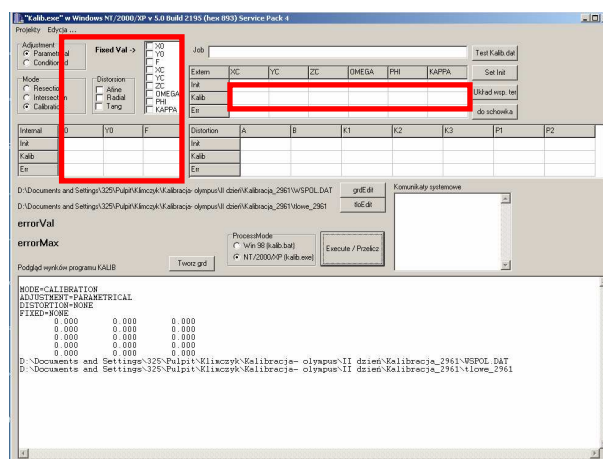 "Kalib.exe" w Windows NT/2000/XP v 5.0 Build 2195 (hex 893) Service Pack 4
Projekty Edycja ...
Adjustment
Parametrical
Conditioned
Fixed Val ->
X0
Y0
F
XC
YC
ZC
OMEGA
PHI
KAPPA
Mode
Resection
Intersection
Calibration
Distorsion
Afine
Radial
Tang
Job
Test Kalib.dat
Set Init
Układ wsp. ter
do schowka
Extern XC YC ZC OMEGA PHI KAPPA
Init
Kalib
Err
Internal X0 Y0 F
Init
Kalib
Err
Distortion A B K1 K2 K3 P1 P2
Init
Kalib
Err
D:\Documents and Settings\325\Pulpit\Klimczyk\Kalibracja- olympus\II dzień\Kalibracja_2961\WSPOL.DAT
D:\Documents and Settings\325\Pulpit\Klimczyk\Kalibracja- olympus\II dzień\Kalibracja_2961\tlowe_2961
grdEdit
tloEdit
Komunikaty systemowe
errorVal
errorMax
ProcessMode
Win 98 (kalib.bat)
NT/2000/XP (kalib.exe)
Execute / Przelicz
Podgląd wyników programu KALIB
Tworz grd
MODE=CALIBRATION
ADJUSTMENT=PARAMETRICAL
DISTORTION=NONE
FIXED=NONE
0.000 0.000 0.000
0.000 0.000 0.000
0.000 0.000 0.000
0.000 0.000 0.000
0.000 0.000 0.000
D:\Documents and Settings\325\Pulpit\Klimczyk\Kalibracja- olympus\II dzień\Kalibracja_2961\WSPOL.DAT
D:\Documents and Settings\325\Pulpit\Klimczyk\Kalibracja- olympus\II dzień\Kalibracja_2961\tlowe_2961